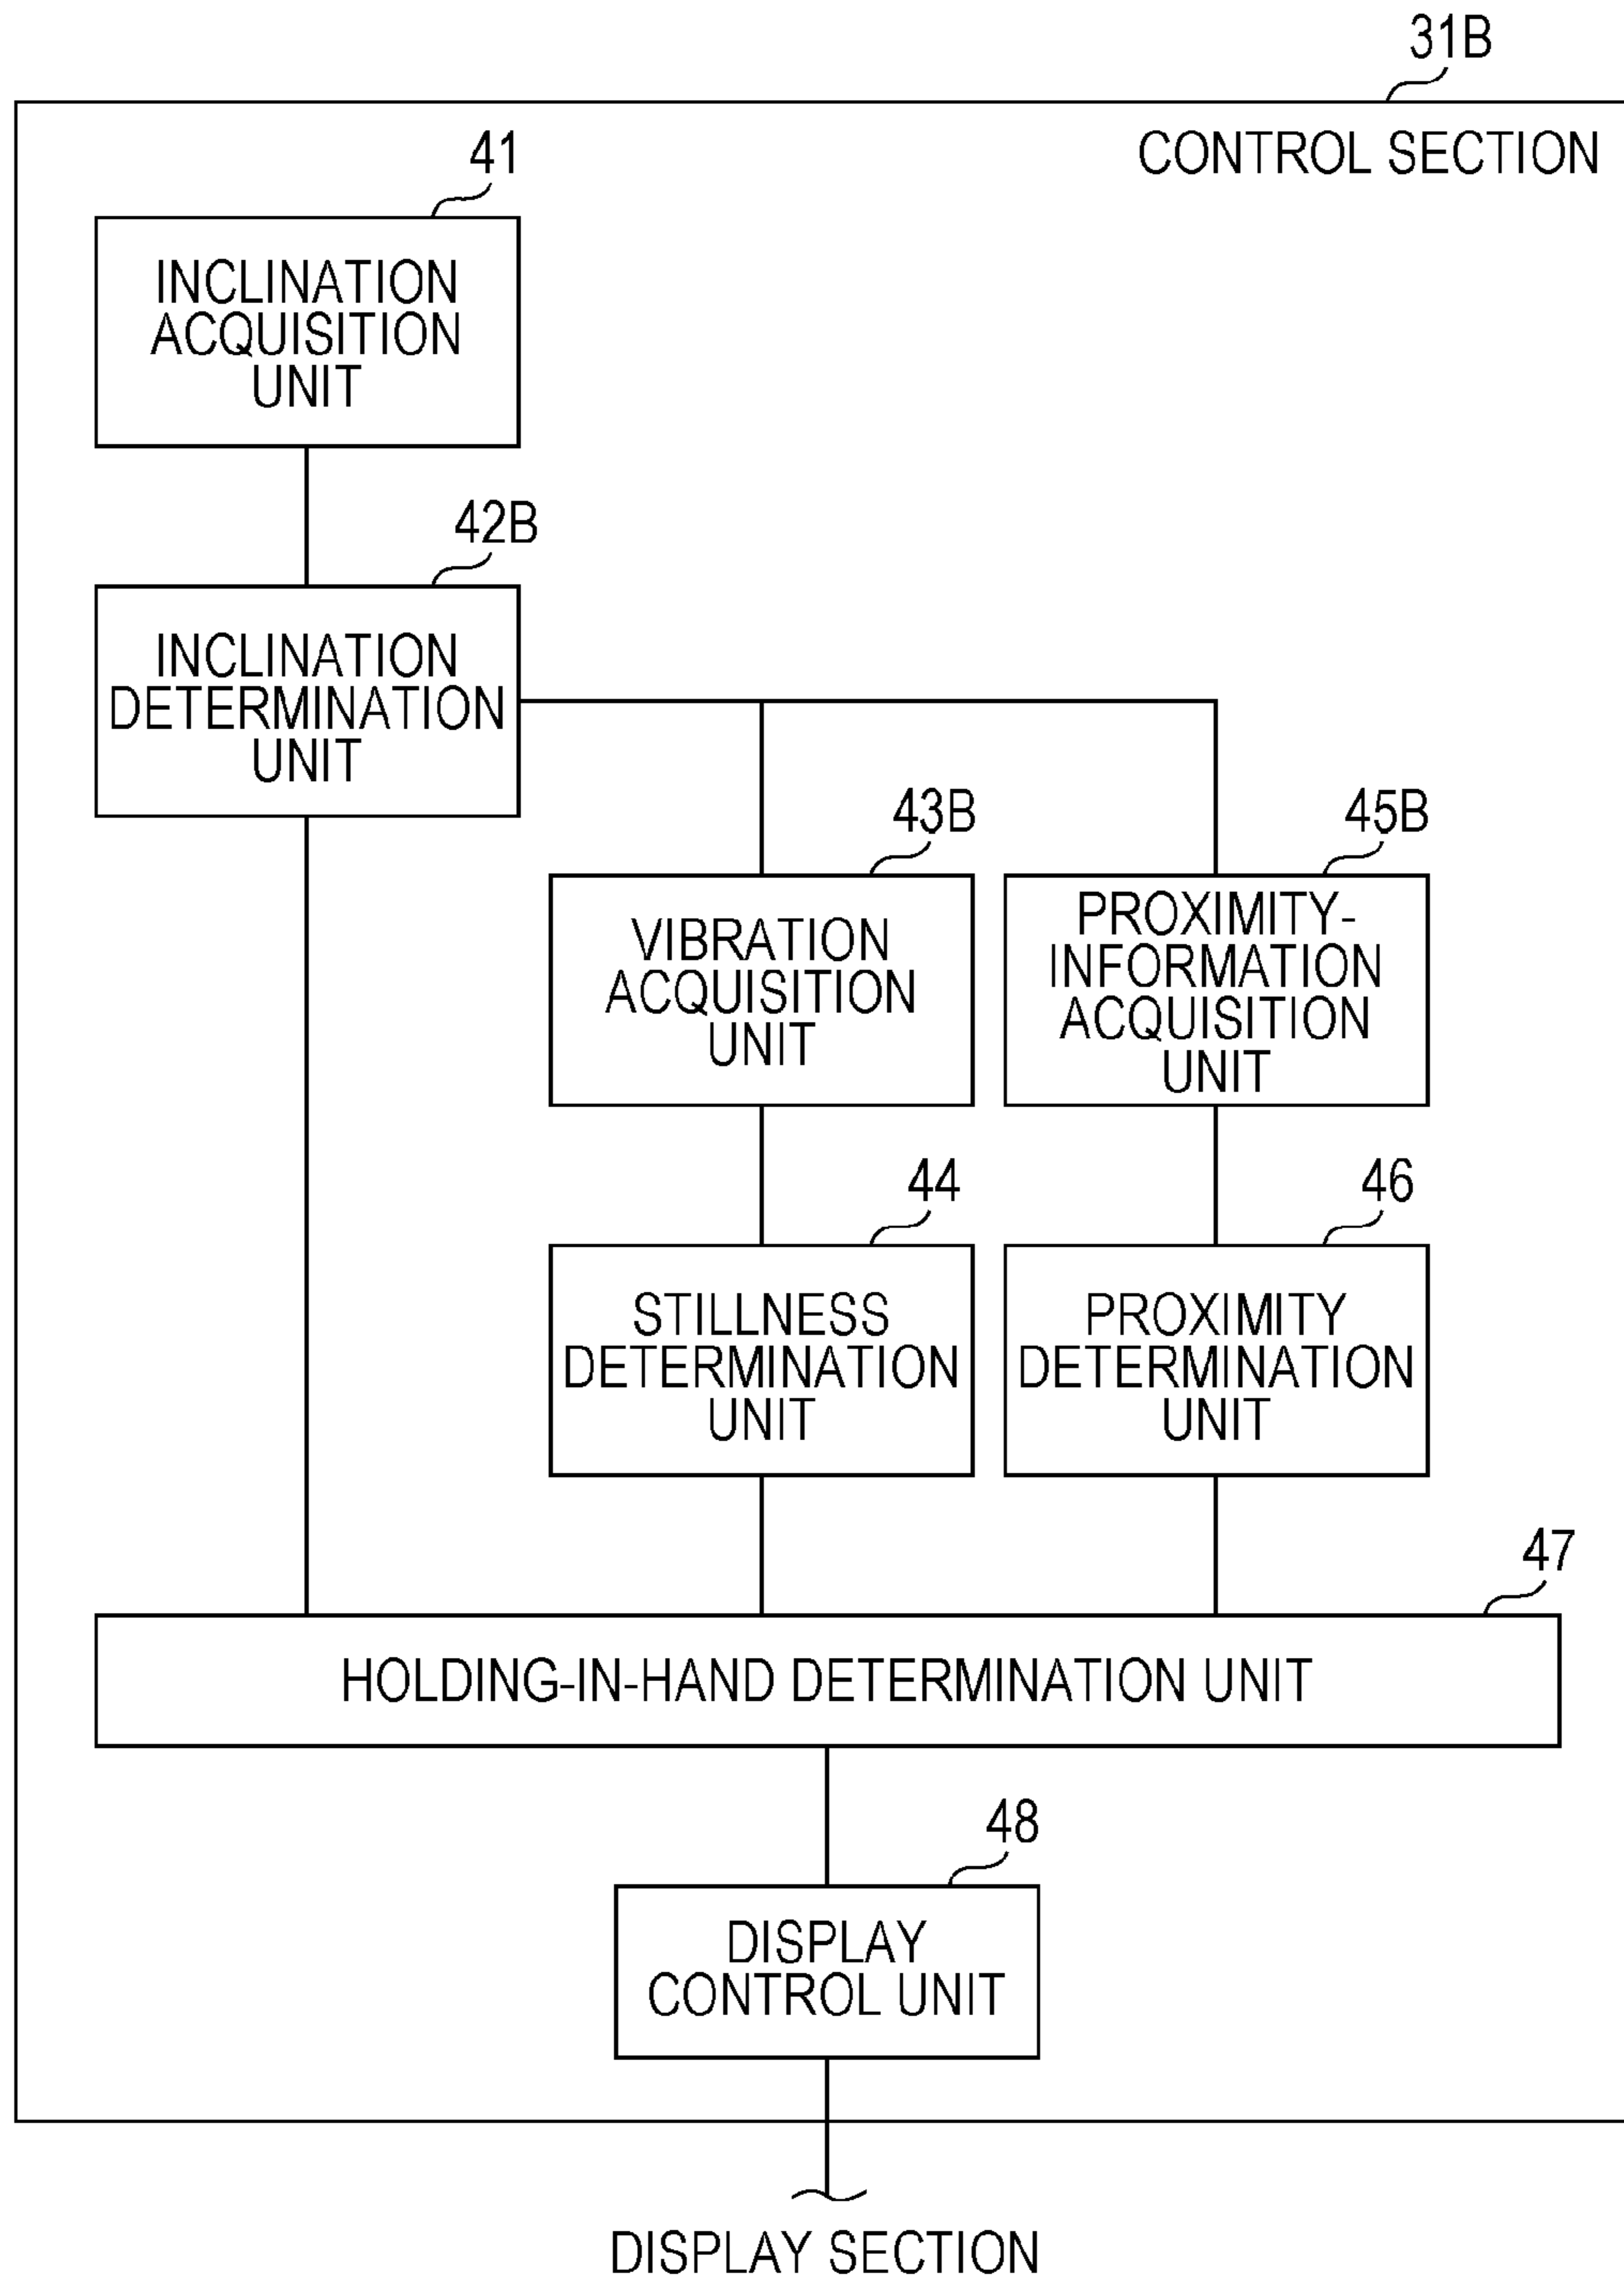 31B
CONTROL SECTION
41
INCLINATION
ACQUISITION
UNIT
42B
INCLINATION
DETERMINATION
UNIT
43B
VIBRATION
ACQUISITION
UNIT
45B
PROXIMITY-
INFORMATION
ACQUISITION
UNIT
44
STILLNESS
DETERMINATION
UNIT
46
PROXIMITY
DETERMINATION
UNIT
47
HOLDING-IN-HAND DETERMINATION UNIT
48
DISPLAY
CONTROL UNIT
DISPLAY SECTION